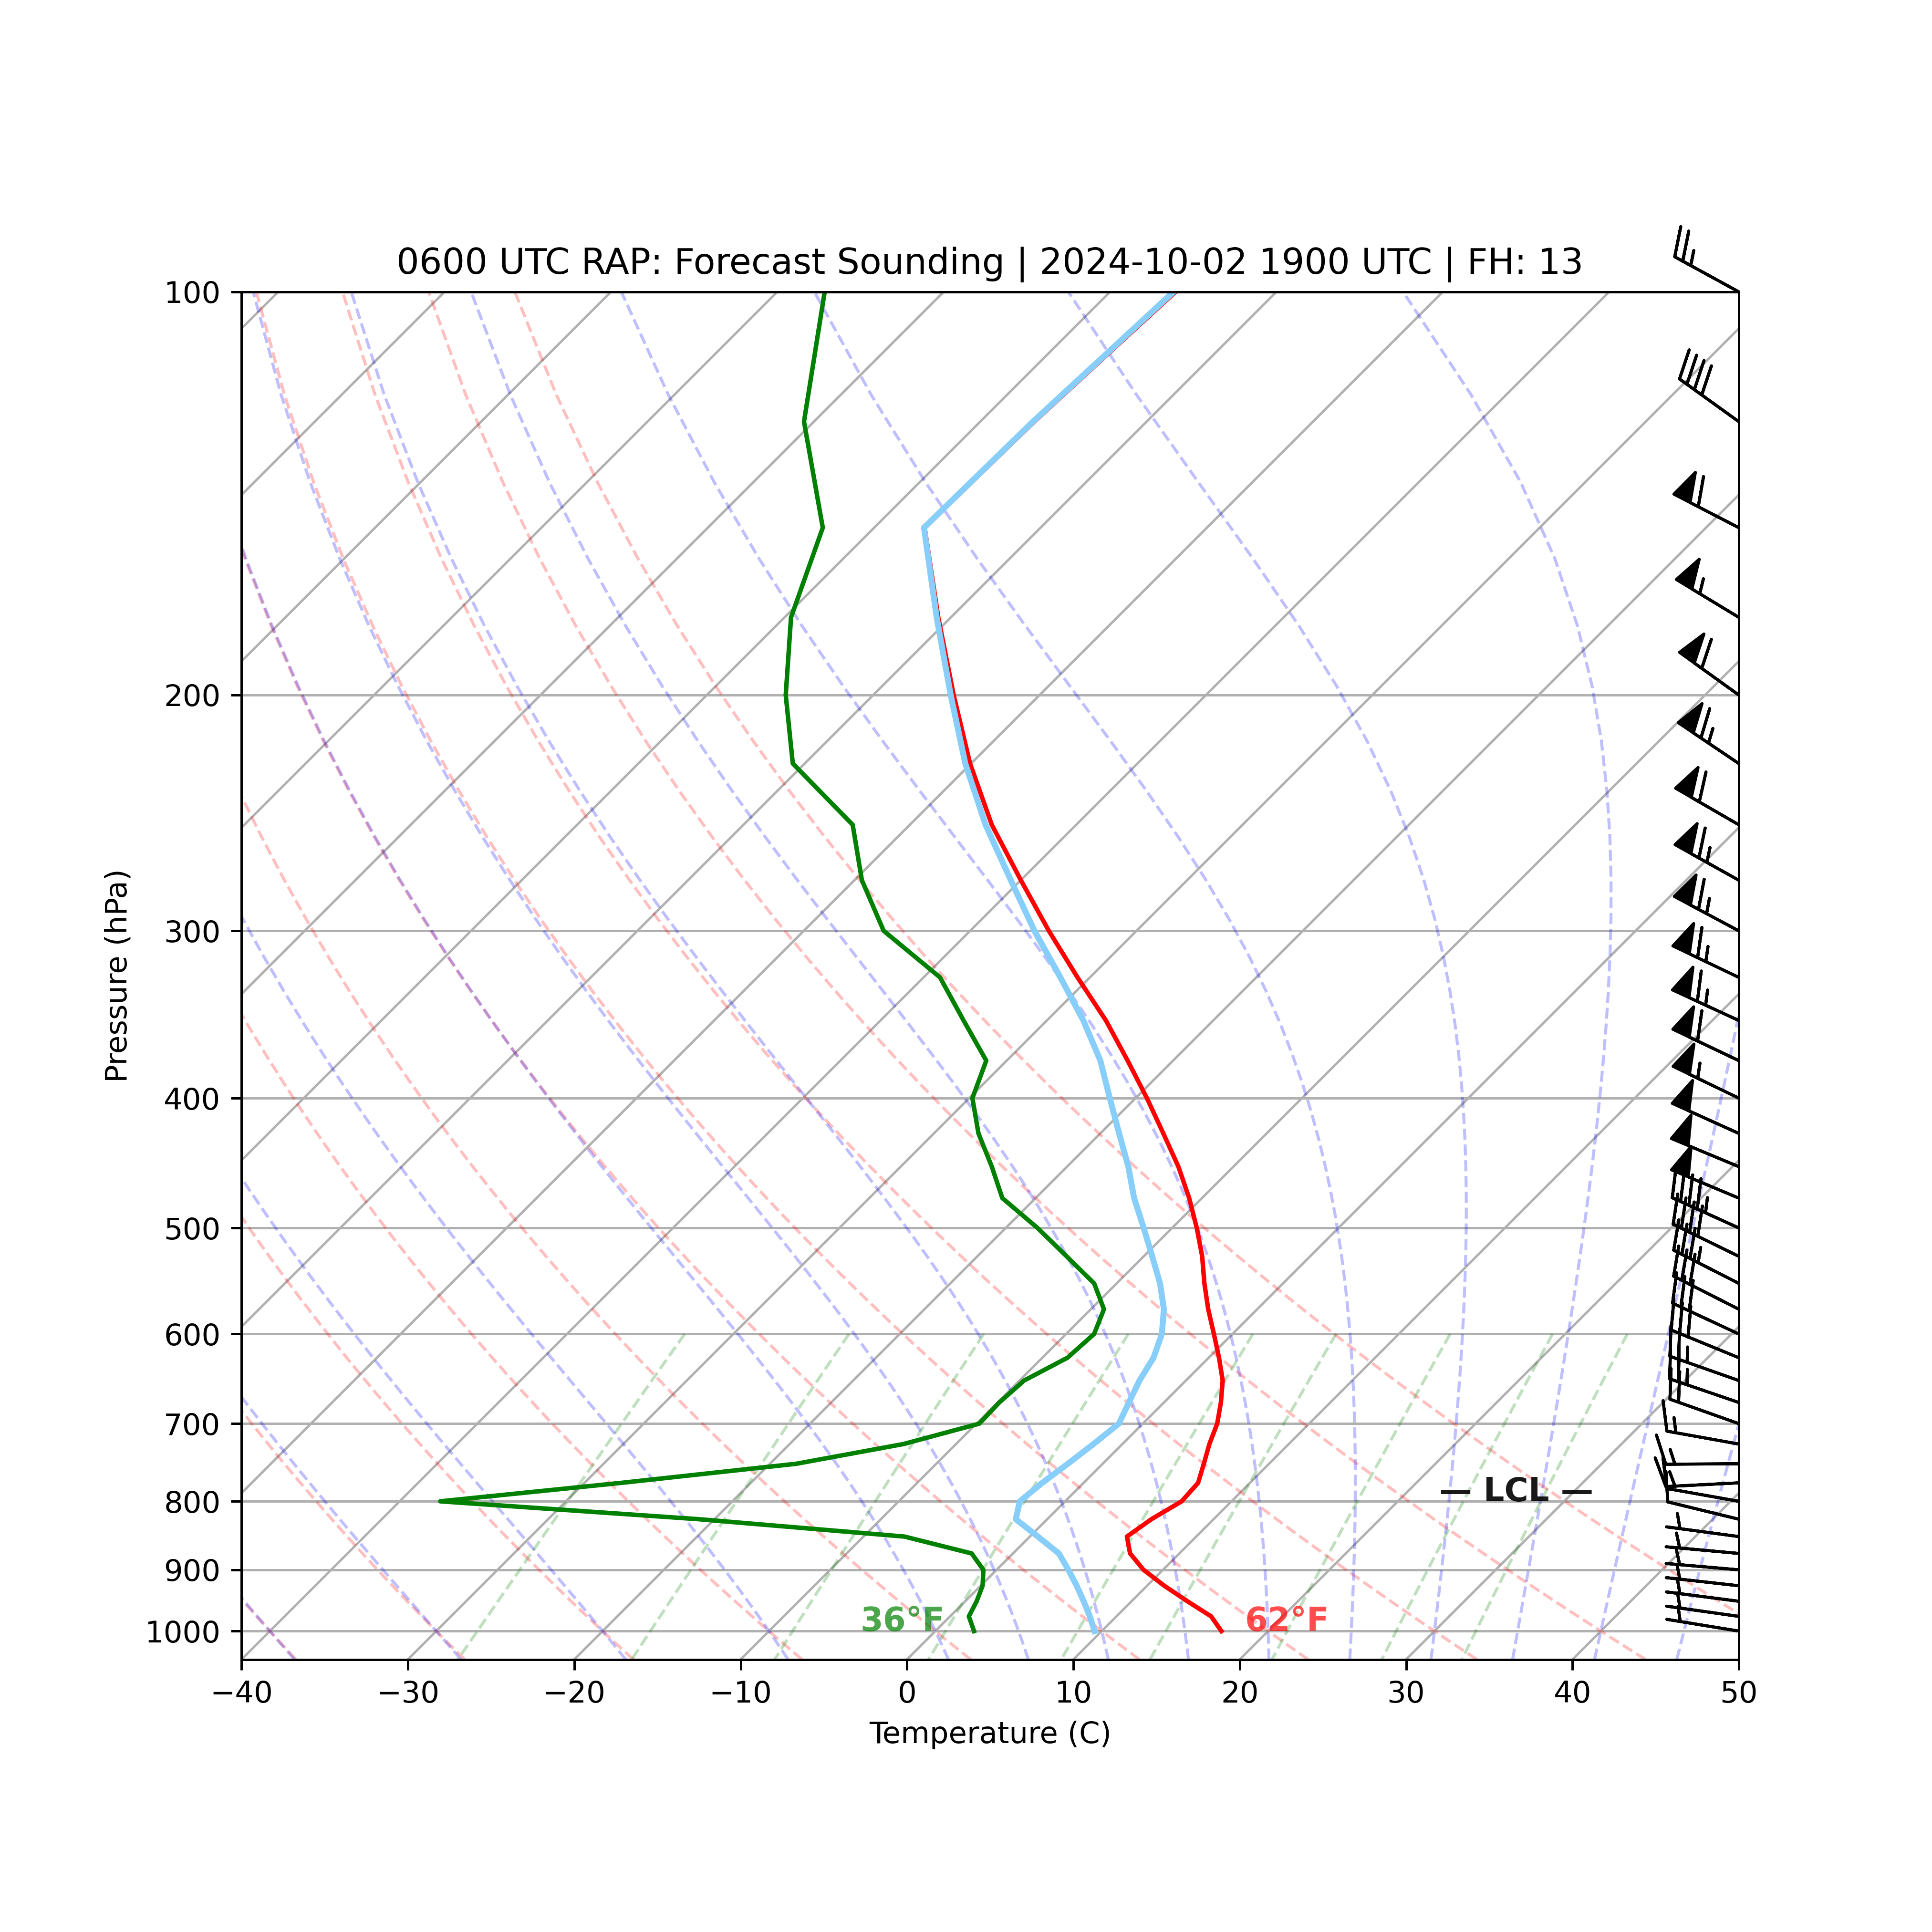 0600 UTC RAP: Forecast Sounding | 2024-10-02 1900 UTC | FH: 13
100
200
300
400
500
600
700
800
900
1000
Pressure (hPa)
— LCL —
36°F
62°F
−40 −30 −20 −10 0 10 20 30 40 50
Temperature (C)